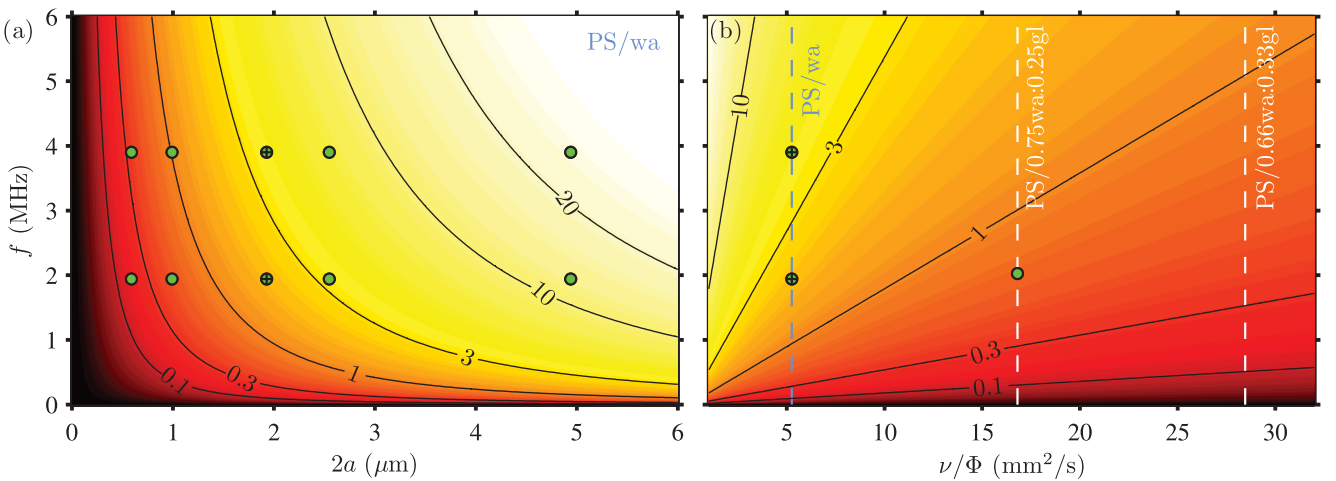 (a)
PS/wa
f (MHz)
6
5
4
3
2
1
0
0.1
0.3
1
3
10
20
0 1 2 3 4 5 6
2a (μm)
(b)
10
PS/wa
3
PS/0.75wa:0.25gl
PS/0.66wa:0.33gl
1
0.3
0.1
5 10 15 20 25 30
ν/Φ (mm²/s)